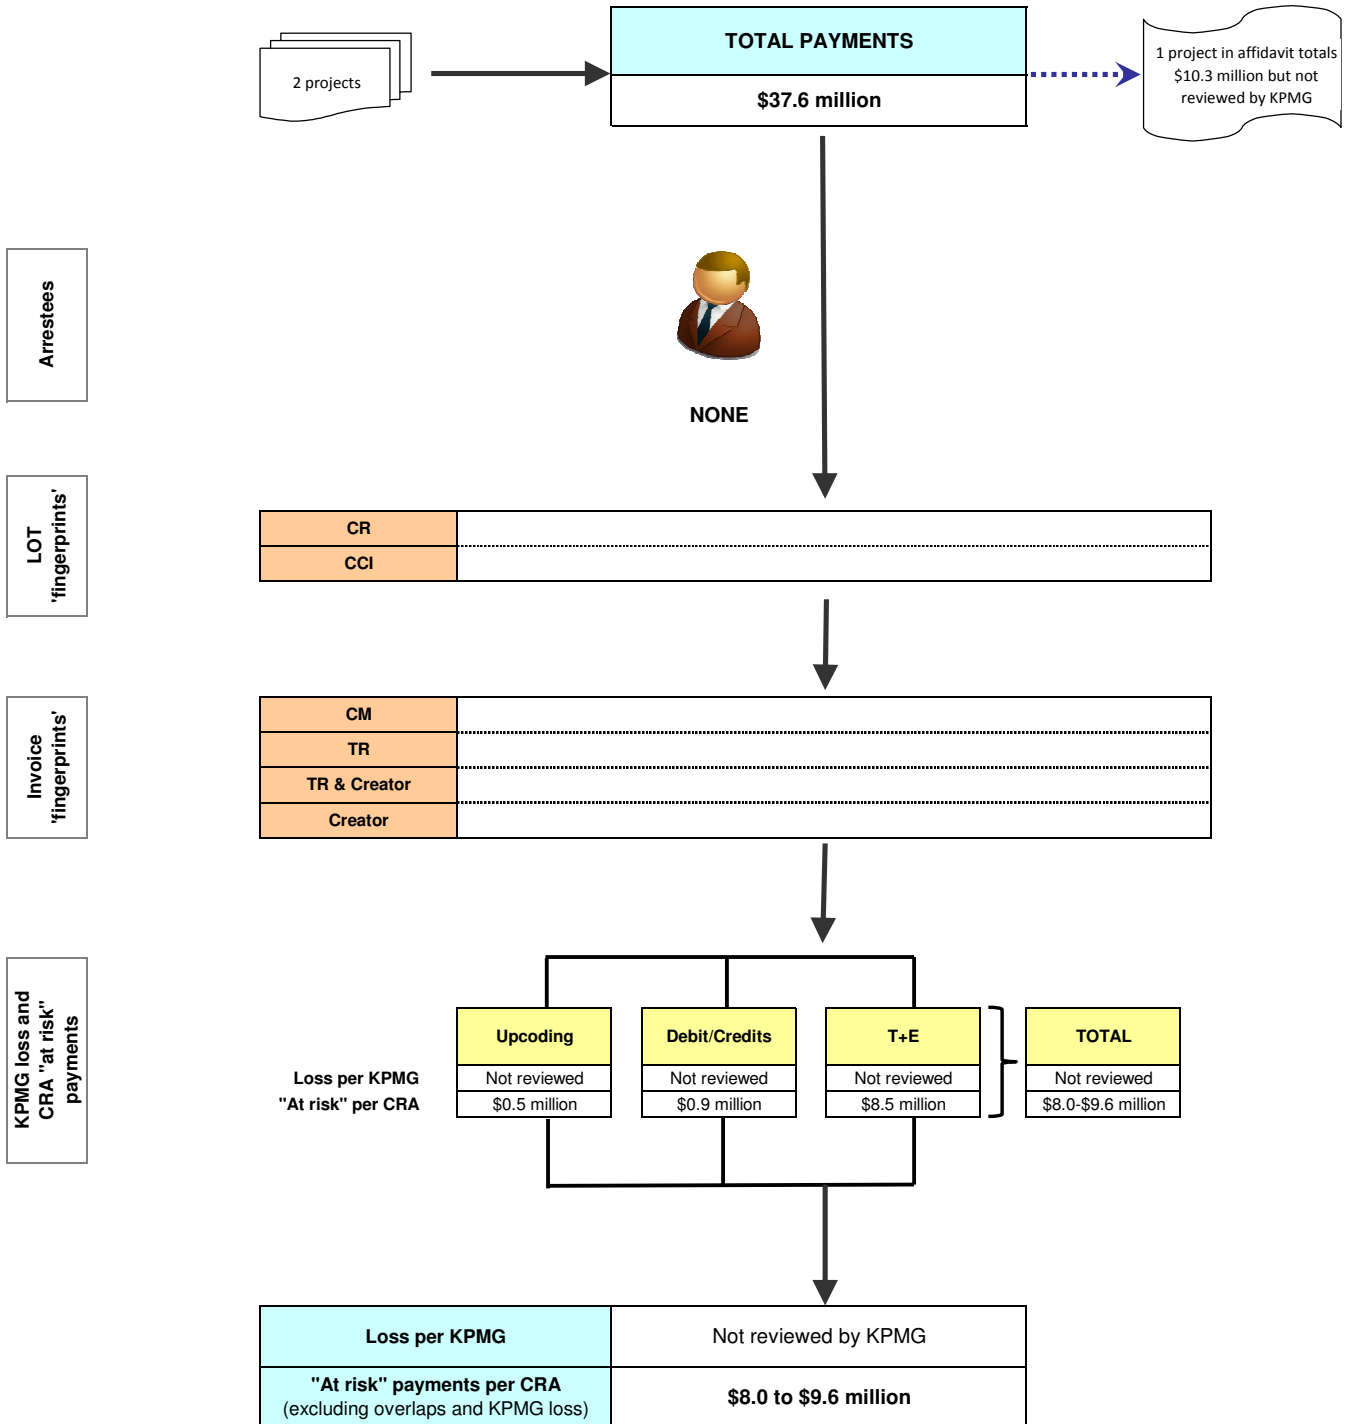 TOTAL PAYMENTS
2 projects
$37.6 million
1 project in affidavit totals
$10.3 million but not
reviewed by KPMG
Arrestees
NONE
LOT
'fingerprints'
CR
CCI
Invoice
'fingerprints'
CM
TR
TR & Creator
Creator
KPMG loss and
CRA "at risk"
payments
Upcoding
Debit/Credits
T+E
TOTAL
Loss per KPMG
Not reviewed
Not reviewed
Not reviewed
Not reviewed
"At risk" per CRA
$0.5 million
$0.9 million
$8.5 million
$8.0-$9.6 million
Loss per KPMG
Not reviewed by KPMG
"At risk" payments per CRA
(excluding overlaps and KPMG loss)
$8.0 to $9.6 million